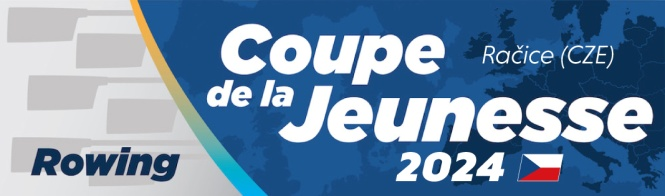 Coupe
Račice (CZE)
de la
Jeunesse
Rowing
2024